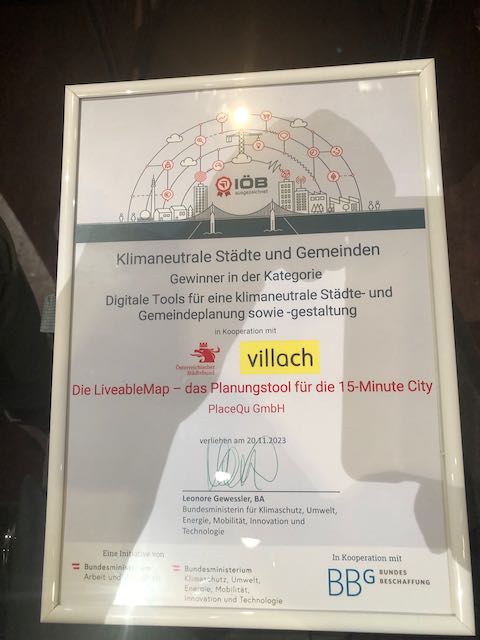 IÖB
ausgezeichnet
Klimaneutrale Städte und Gemeinden
Gewinner in der Kategorie
Digitale Tools für eine klimaneutrale Städte- und
Gemeindeplanung sowie -gestaltung
in Kooperation mit
Österreichischer
Städtebund
villach
Die LiveableMap – das Planungstool für die 15-Minute City
PlaceQu GmbH
verliehen am 20.11.2023
Leonore Gewessler, BA
Bundesministerin für Klimaschutz, Umwelt,
Energie, Mobilität, Innovation und
Technologie
Eine Initiative von
Bundesministerium
Arbeit und
Bundesministerium
Klimaschutz, Umwelt,
Energie, Mobilität,
Innovation und Technologie
In Kooperation mit
BBG BUNDES
BESCHAFFUNG